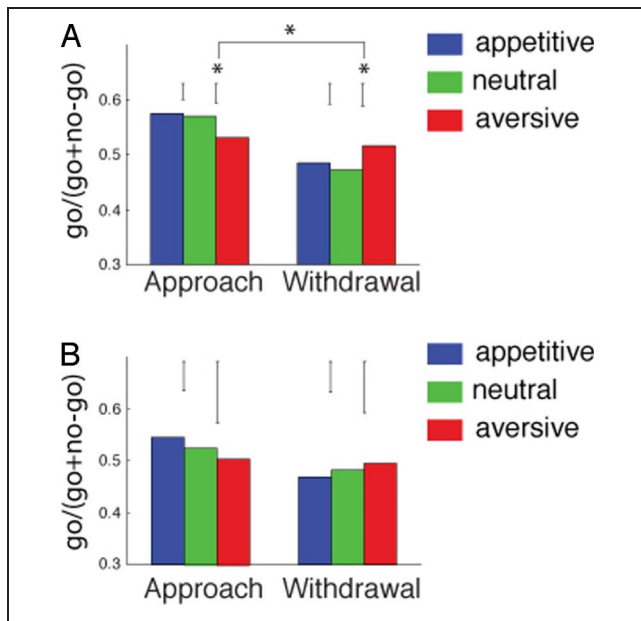 A
*
* *
appetitive
neutral
aversive
go/(go+no-go)
0.6
0.5
0.4
0.3
Approach Withdrawal
B
appetitive
neutral
aversive
go/(go+no-go)
0.6
0.5
0.4
0.3
Approach Withdrawal